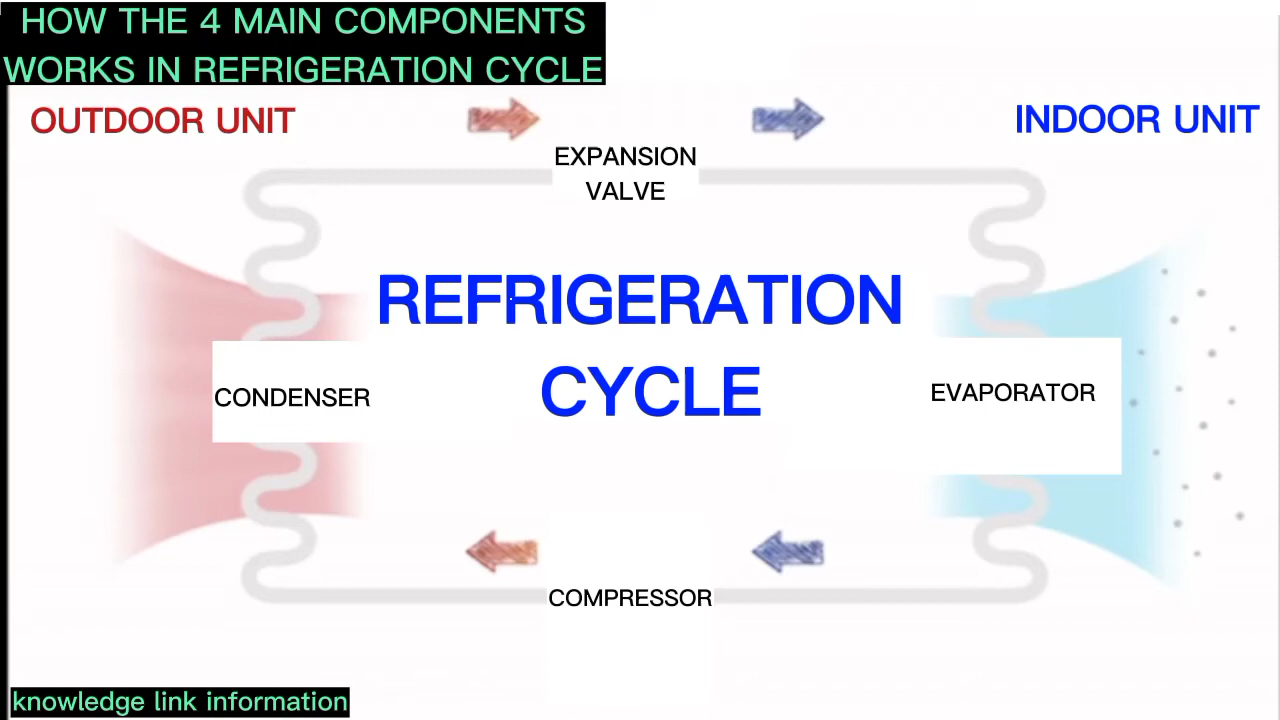 HOW THE 4 MAIN COMPONENTS
WORKS IN REFRIGERATION CYCLE
OUTDOOR UNIT
INDOOR UNIT
EXPANSION
VALVE
REFRIGERATION
CYCLE
CONDENSER
EVAPORATOR
COMPRESSOR
knowledge link information